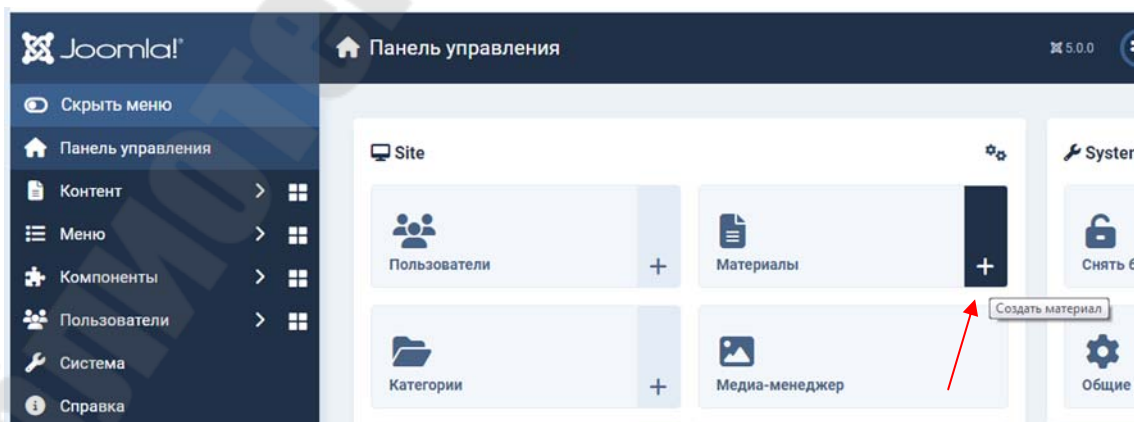 Joomla!
Панель управления
5.0.0
Скрыть меню
Панель управления
Контент
Меню
Компоненты
Пользователи
Система
Справка
Site
Пользователи
Материалы
Создать материал
Категории
Медиа-менеджер
Снять
Общие